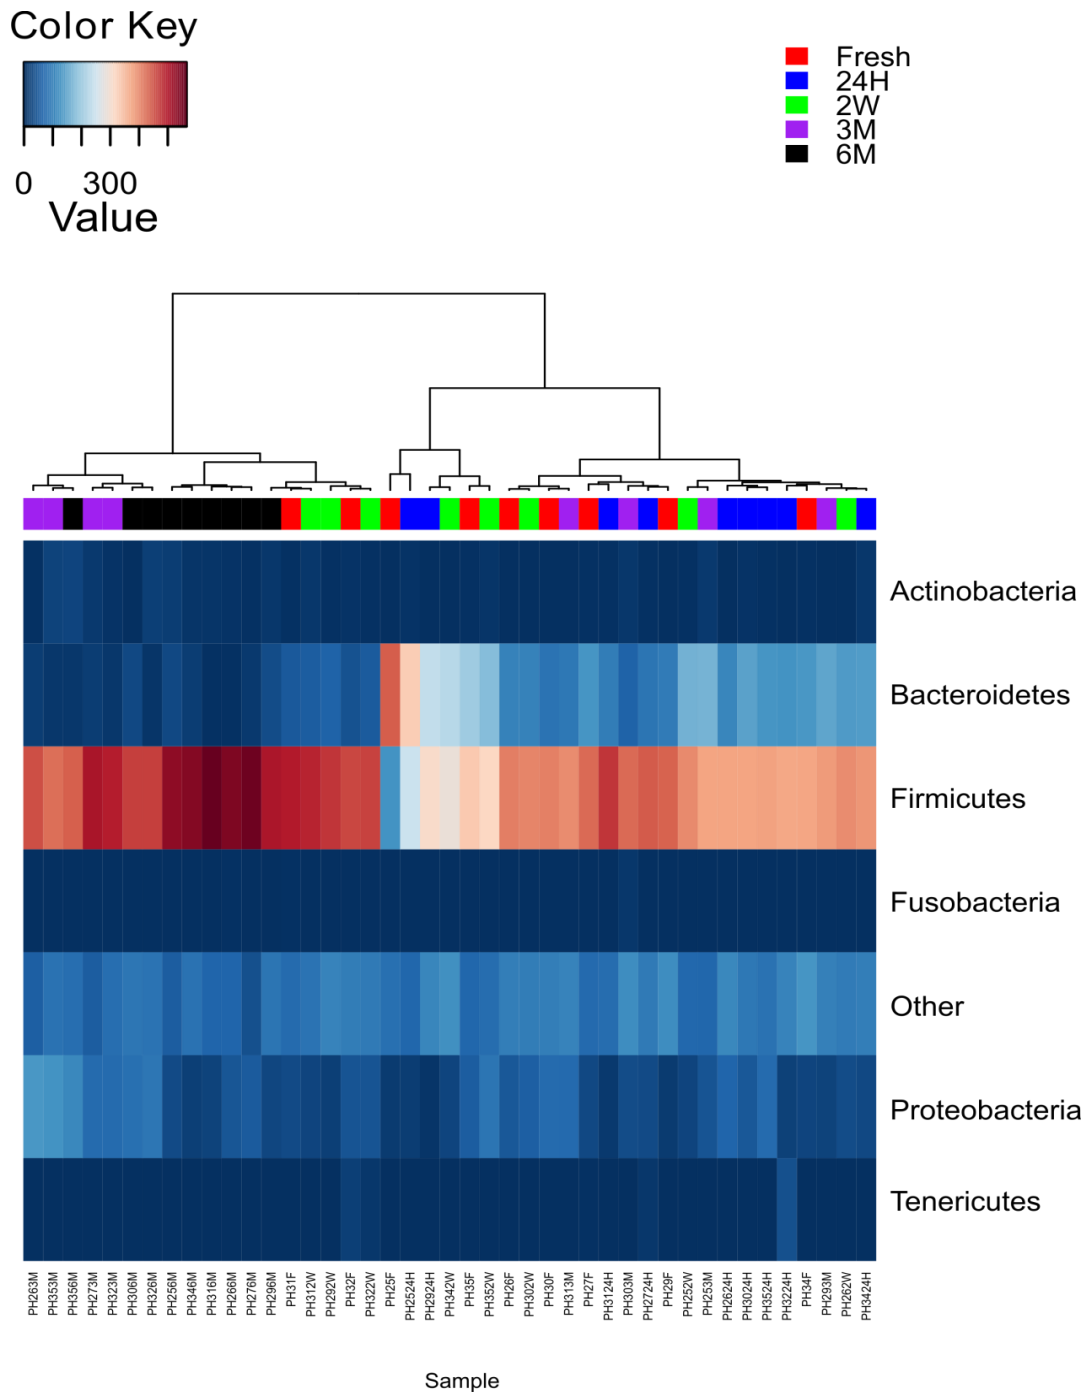 Color Key
0 300
Value
Fresh
24H
2W
3M
6M
Actinobacteria
Bacteroidetes
Firmicutes
Fusobacteria
Other
Proteobacteria
Tenericutes
PH263M
PH353M
PH356M
PH273M
PH323M
PH306M
PH326M
PH256M
PH346M
PH316M
PH266M
PH276M
PH296M
PH31F
PH312W
PH292W
PH32F
PH322W
PH25F
PH2524H
PH2924H
PH342W
PH35F
PH352W
PH26F
PH302W
PH30F
PH313M
PH27F
PH3124H
PH303M
PH2724H
PH29F
PH252W
PH253M
PH2624H
PH3024H
PH3524H
PH3224H
PH34F
PH293M
PH262W
PH3424H
Sample